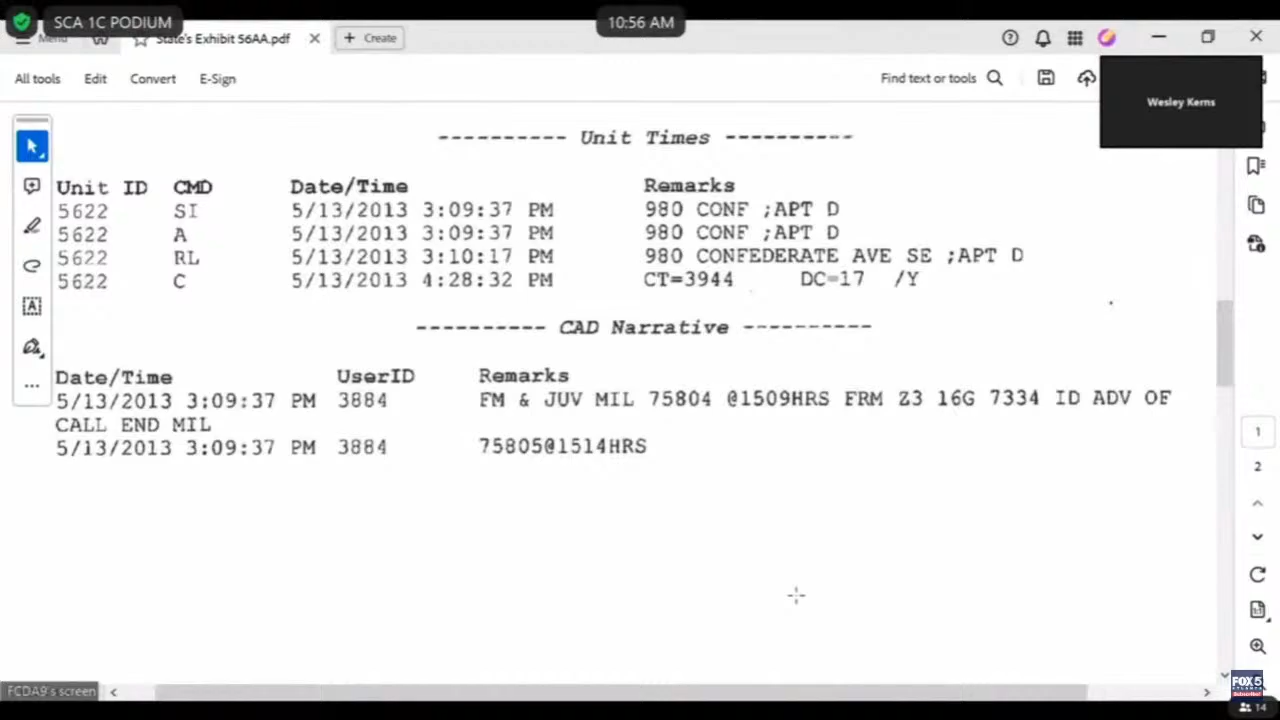 SCA 1C PODIUM
10:56 AM
Menu State's Exhibit 56AA.pdf Create
All tools Edit Convert E-Sign Find text or tools
Wesley Kerns
---------- Unit Times ----------
Unit ID CMD Date/Time Remarks
5622 SI 5/13/2013 3:09:37 PM 980 CONF ;APT D
5622 A 5/13/2013 3:09:37 PM 980 CONF ;APT D
5622 RL 5/13/2013 3:10:17 PM 980 CONFEDERATE AVE SE ;APT D
5622 C 5/13/2013 4:28:32 PM CT=3944 DC=17 /Y
---------- CAD Narrative ----------
Date/Time UserID Remarks
5/13/2013 3:09:37 PM 3884 FM & JUV MIL 75804 @1509HRS FRM Z3 16G 7334 ID ADV OF
CALL END MIL
5/13/2013 3:09:37 PM 3884 75805@1514HRS
1
2
FCDA9's screen
FOX 5
ATLANTA
Subscribe!
14